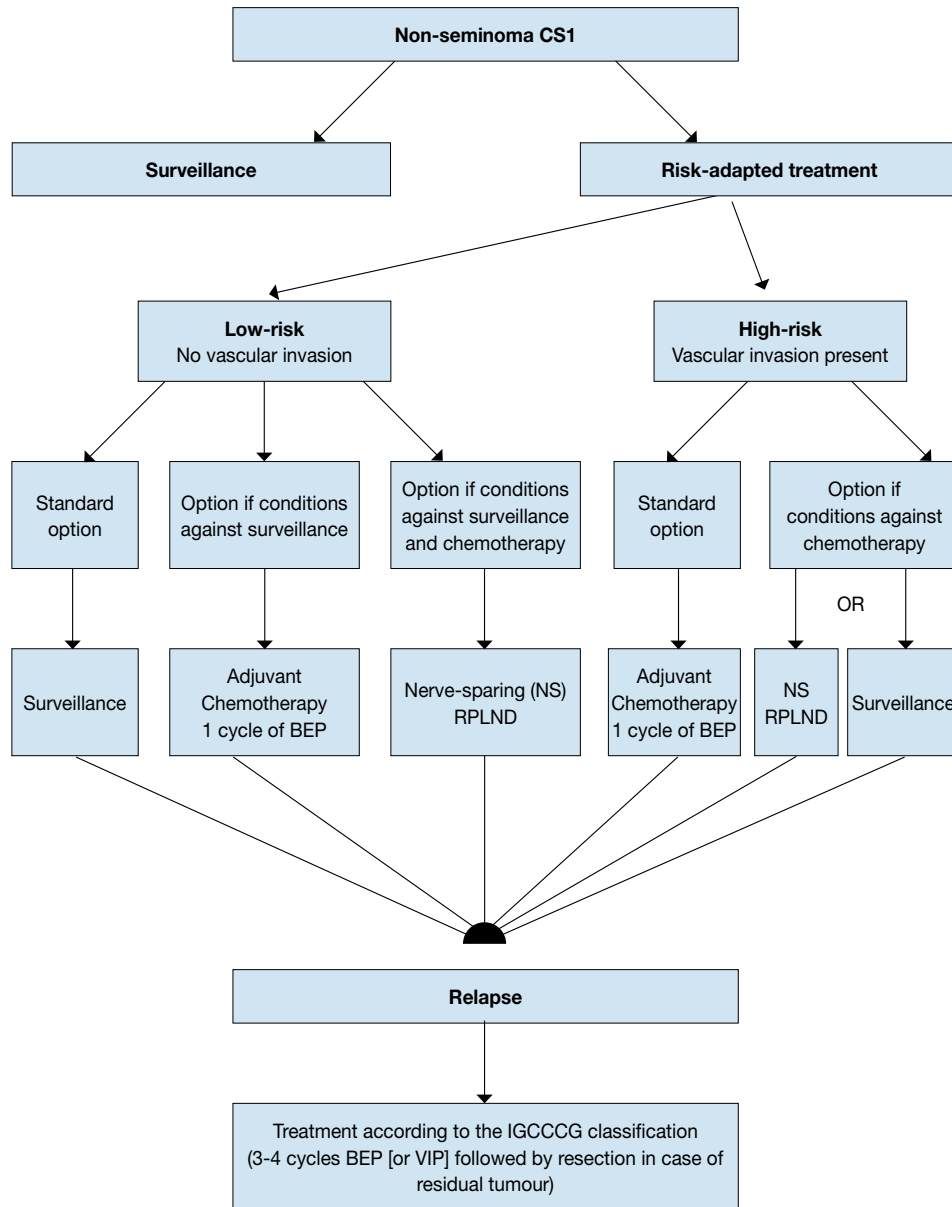 Non-seminoma CS1
Surveillance
Risk-adapted treatment
Low-risk
No vascular invasion
High-risk
Vascular invasion present
Standard
option
Option if conditions
against surveillance
Option if conditions
against surveillance
and chemotherapy
Standard
option
Option if
conditions against
chemotherapy
OR
Surveillance
Adjuvant
Chemotherapy
1 cycle of BEP
Nerve-sparing (NS)
RPLND
Adjuvant
Chemotherapy
1 cycle of BEP
NS
RPLND
Surveillance
Relapse
Treatment according to the IGCCCG classification
(3-4 cycles BEP [or VIP] followed by resection in case of
residual tumour)